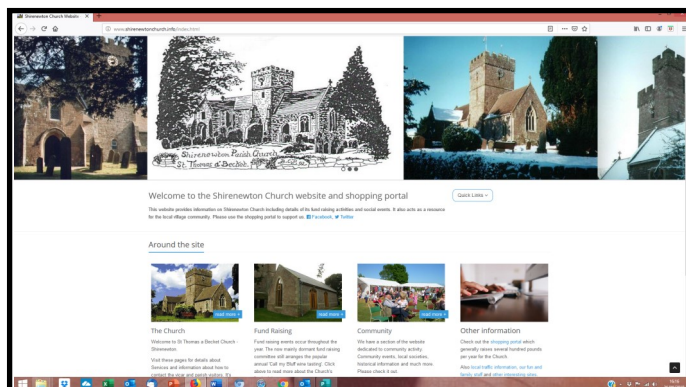 Shirenewton Church Website
www.shirenewtonchurch.info/index.html
Shirenewton Parish Church
St. Thomas a Becket.
Welcome to the Shirenewton Church website and shopping portal
Quick Links
This website provides information on Shirenewton Church including details of its fund raising activities and social events. It also acts as a resource
for the local village community. Please use the shopping portal to support us. Facebook, Twitter
Around the site
read more +
read more +
read more +
The Church
Fund Raising
Community
Other information
Welcome to St Thomas a Becket Church -
Shirenewton.
Visit these pages for details about
Services and information about how to
contact the vicar and parish visitors. It's
Fund raising events occur throughout the
year. The now mainly dormant fund raising
committee still arranges the popular
annual 'Call my Bluff wine tasting'. Click
above to read more about the Church's
We have a section of the website
dedicated to community activity.
Community events, local societies,
historical information and much more.
Please check it out.
Check out the shopping portal which
generally raises several hundred pounds
per year for the Church.
Also local traffic information, our fun and
family stuff and other interesting sites.